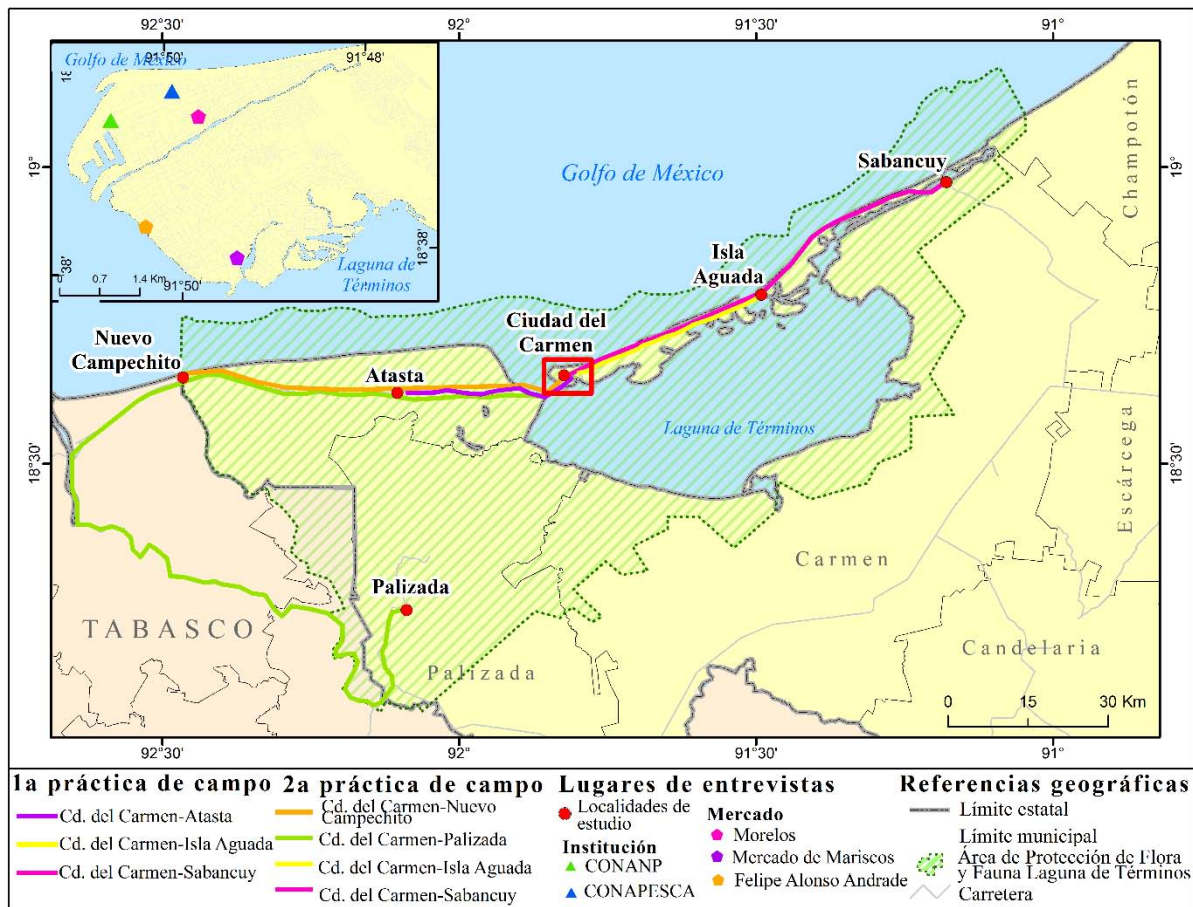 92°30'
92°
91°30'
91°
Golfo de México
91°50'
91°48'
18°38'
Laguna de
Términos
0
0.7
1.4 Km
91°50'
19°
19°
18°30'
18°30'
Golfo de México
Sabancuy
Isla
Aguada
Ciudad del
Carmen
Nuevo
Campechito
Atasta
Laguna de Términos
Palizada
TABASCO
Palizada
Carmen
Candelaria
Escárcega
Champotón
0
15
30 Km
92°30'
92°
91°30'
91°
1a práctica de campo
Cd. del Carmen-Atasta
Cd. del Carmen-Isla Aguada
Cd. del Carmen-Sabancuy
2a práctica de campo
Cd. del Carmen-Nuevo
Campechito
Cd. del Carmen-Palizada
Cd. del Carmen-Isla Aguada
Cd. del Carmen-Sabancuy
Lugares de entrevistas
Localidades de
estudio
Institución
CONANP
CONAPESCA
Mercado
Morelos
Mercado de Mariscos
Felipe Alonso Andrade
Referencias geográficas
Límite estatal
Límite municipal
Área de Protección de Flora
y Fauna Laguna de Términos
Carretera